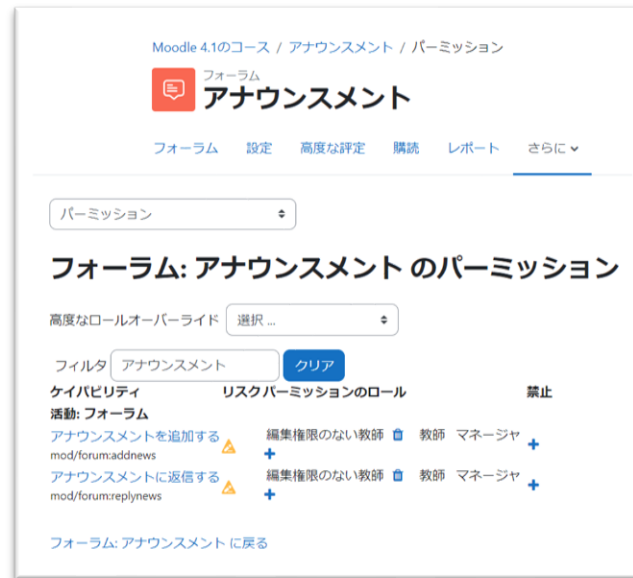 Moodle 4.1のコース / アナウンスメント / パーミッション
フォーラム
アナウンスメント
フォーラム 設定 高度な評定 購読 レポート さらに
パーミッション
フォーラム: アナウンスメント のパーミッション
高度なロールオーバーライド 選択 ...
フィルタ アナウンスメント クリア
ケイパビリティ リスク パーミッションのロール 禁止
活動: フォーラム
アナウンスメントを追加する 編集権限のない教師 教師 マネージャ
mod/forum:addnews
アナウンスメントに返信する 編集権限のない教師 教師 マネージャ
mod/forum:replynews
フォーラム: アナウンスメント に戻る